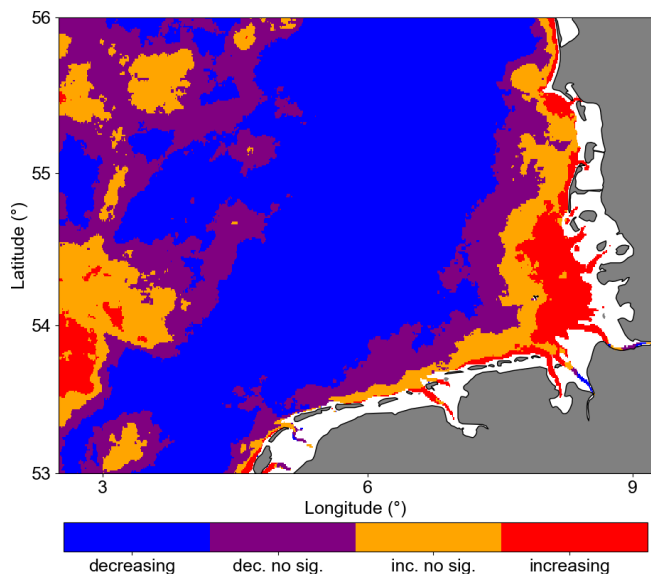 56
55
54
53
Latitude (°)
3
6
9
Longitude (°)
decreasing
dec. no sig.
inc. no sig.
increasing